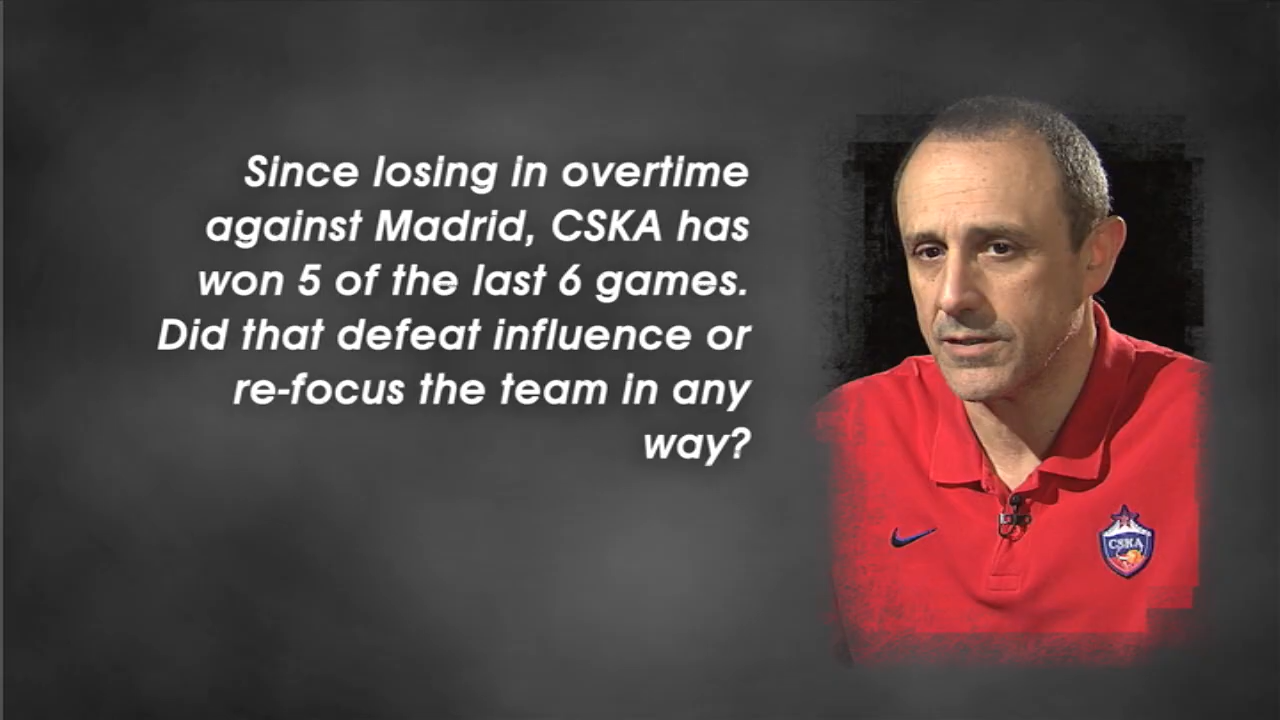 Since losing in overtime
against Madrid, CSKA has
won 5 of the last 6 games.
Did that defeat influence or
re-focus the team in any
way?
CSKA